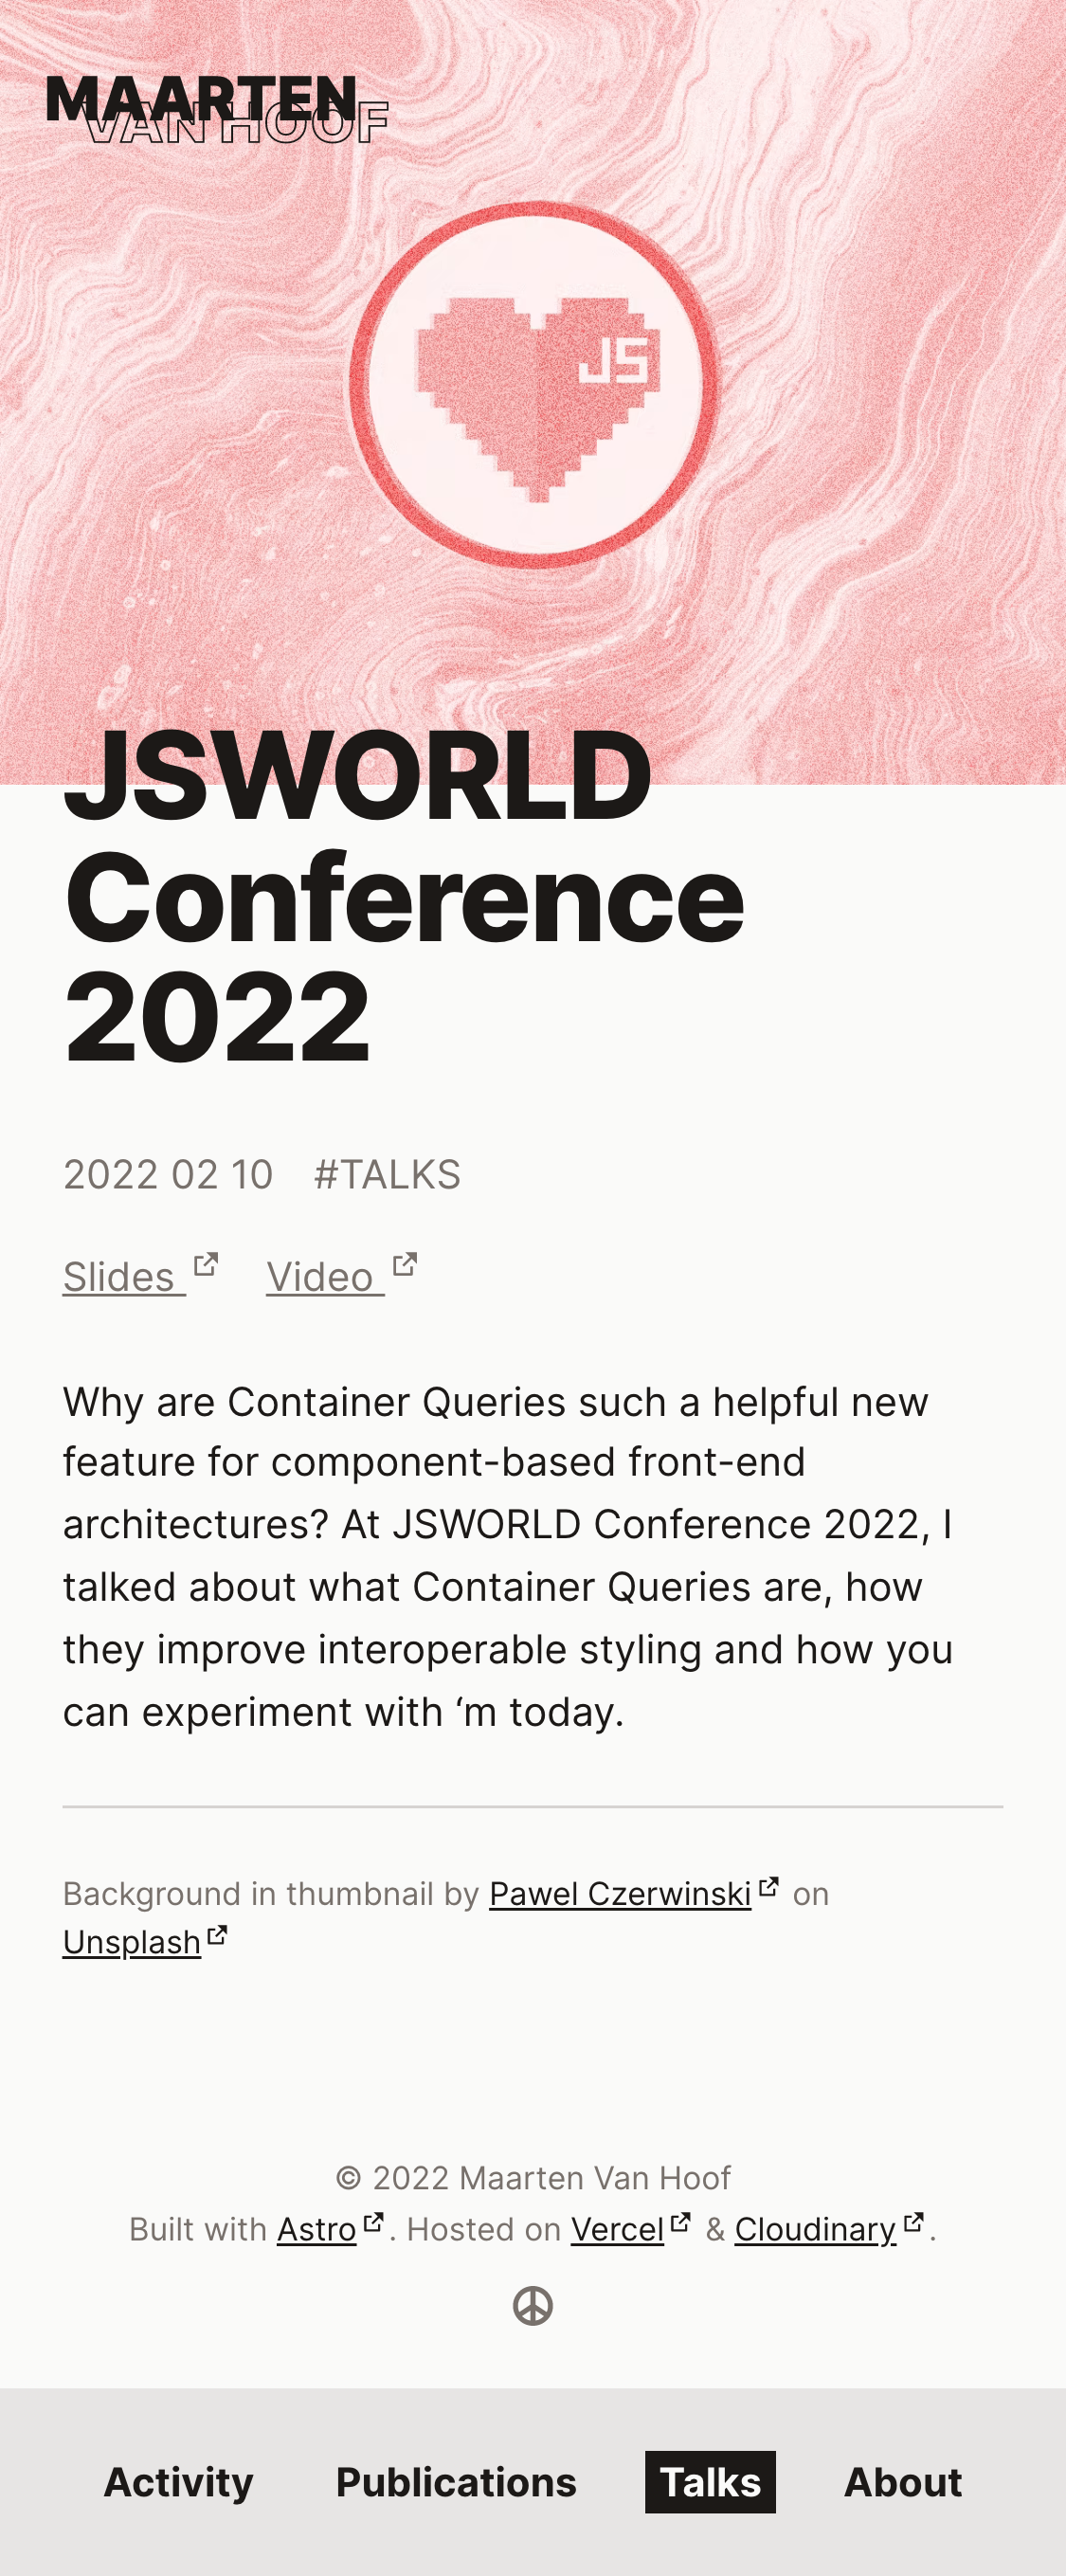 MAARTEN
VAN HOOF
JS
JSWORLD
Conference
2022
2022 02 10 #TALKS
Slides Video
Why are Container Queries such a helpful new
feature for component-based front-end
architectures? At JSWORLD Conference 2022, I
talked about what Container Queries are, how
they improve interoperable styling and how you
can experiment with ‘m today.
Background in thumbnail by Pawel Czerwinski on
Unsplash
© 2022 Maarten Van Hoof
Built with Astro. Hosted on Vercel & Cloudinary.
Activity Publications Talks About